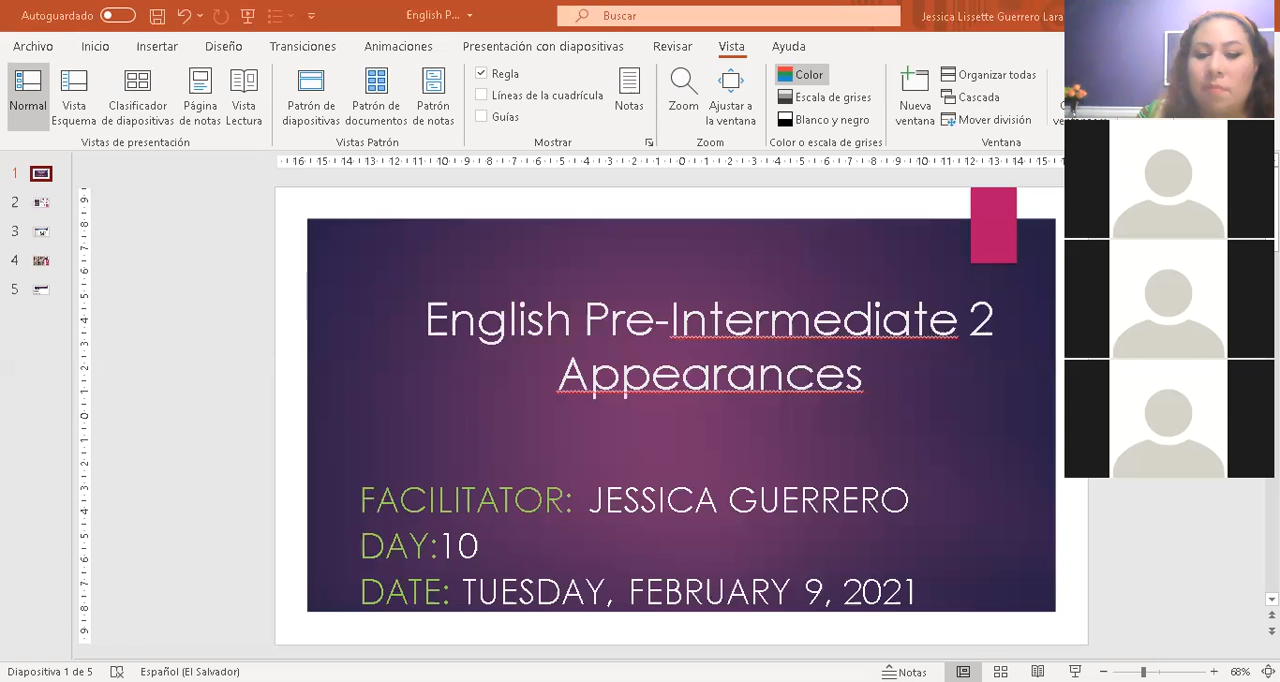 Autoguardado
English P...
Buscar
Jessica Lissette Guerrero Lara
Archivo Inicio Insertar Diseño Transiciones Animaciones Presentación con diapositivas Revisar Vista Ayuda
Normal
Vista Esquema
Clasificador de diapositivas
Página de notas
Vista Lectura
Vistas de presentación
Patrón de diapositivas
Patrón de documentos
Patrón de n
Vistas Patrón
Regla
Líneas de la cuadrícula
Guías
Notas
Mostrar
Zoom
Ajustar a la ventana
Zoom
Color
Escala de grises
Blanco y negro
Color o escala de grises
Nueva ventana
Organizar todas
Cascada
Mover división
Ventana
1
2
3
4
5
English Pre-Intermediate 2
Appearances
FACILITATOR: JESSICA GUERRERO
DAY:10
DATE: TUESDAY, FEBRUARY 9, 2021
Diapositiva 1 de 5 Español (El Salvador) Notas 68%